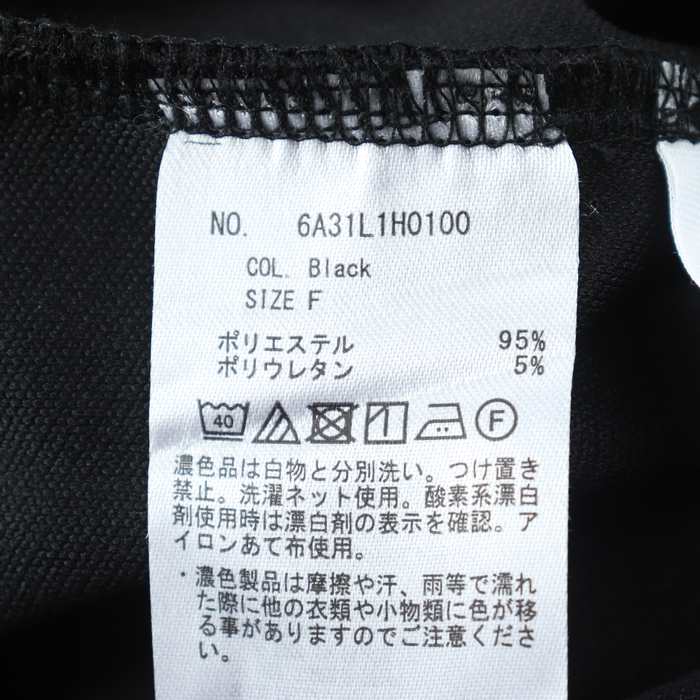 NO. 6A31L1H0100
COL. Black
SIZE F
ポリエステル 95%
ポリウレタン 5%
40
濃色品は白物と分別洗い。つけ置き
禁止。洗濯ネット使用。酸素系漂白
剤使用時は漂白剤の表示を確認。ア
イロンあて布使用。
・濃色製品は摩擦や汗、雨等で濡れ
た際に他の衣類や小物類に色が移
る事がありますのでご注意くださ
い。